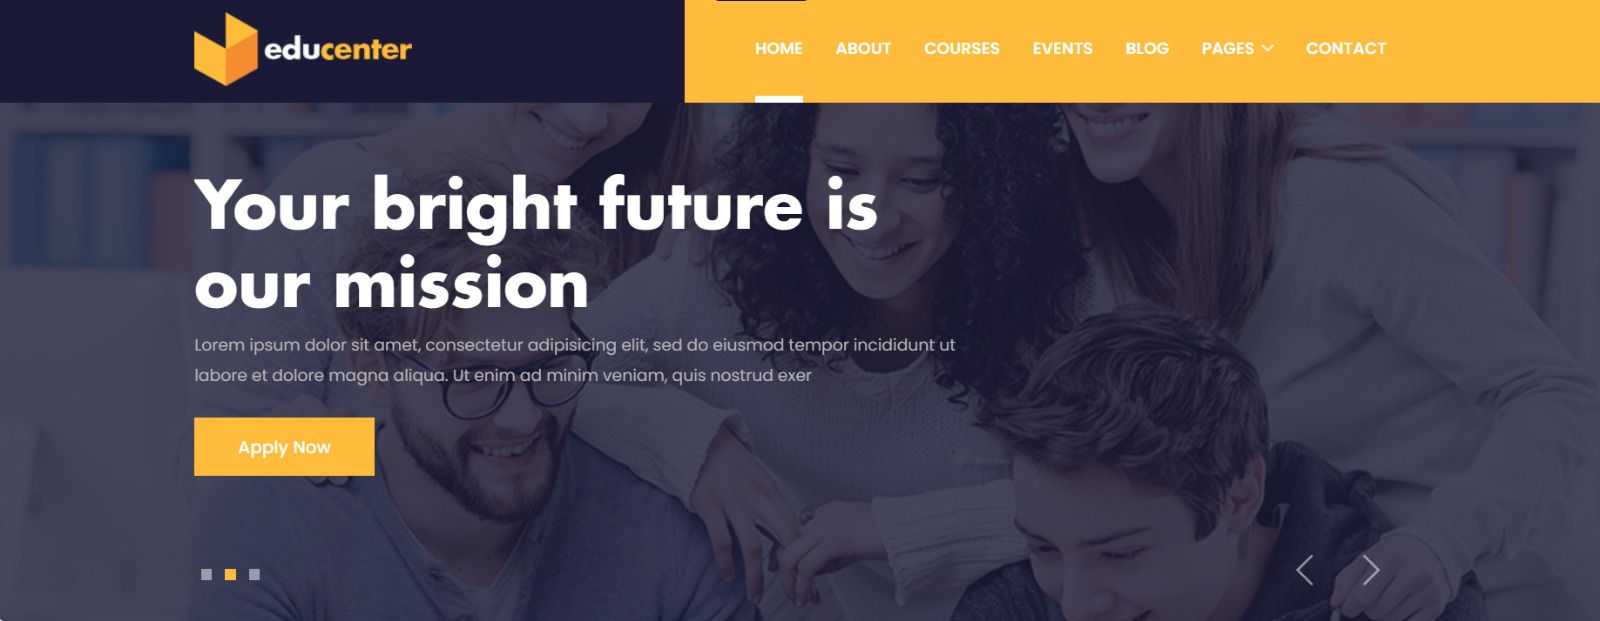 educenter
HOME ABOUT COURSES EVENTS BLOG PAGES CONTACT
Your bright future is
our mission
Lorem ipsum dolor sit amet, consectetur adipisicing elit, sed do eiusmod tempor incididunt ut
labore et dolore magna aliqua. Ut enim ad minim veniam, quis nostrud exer
Apply Now